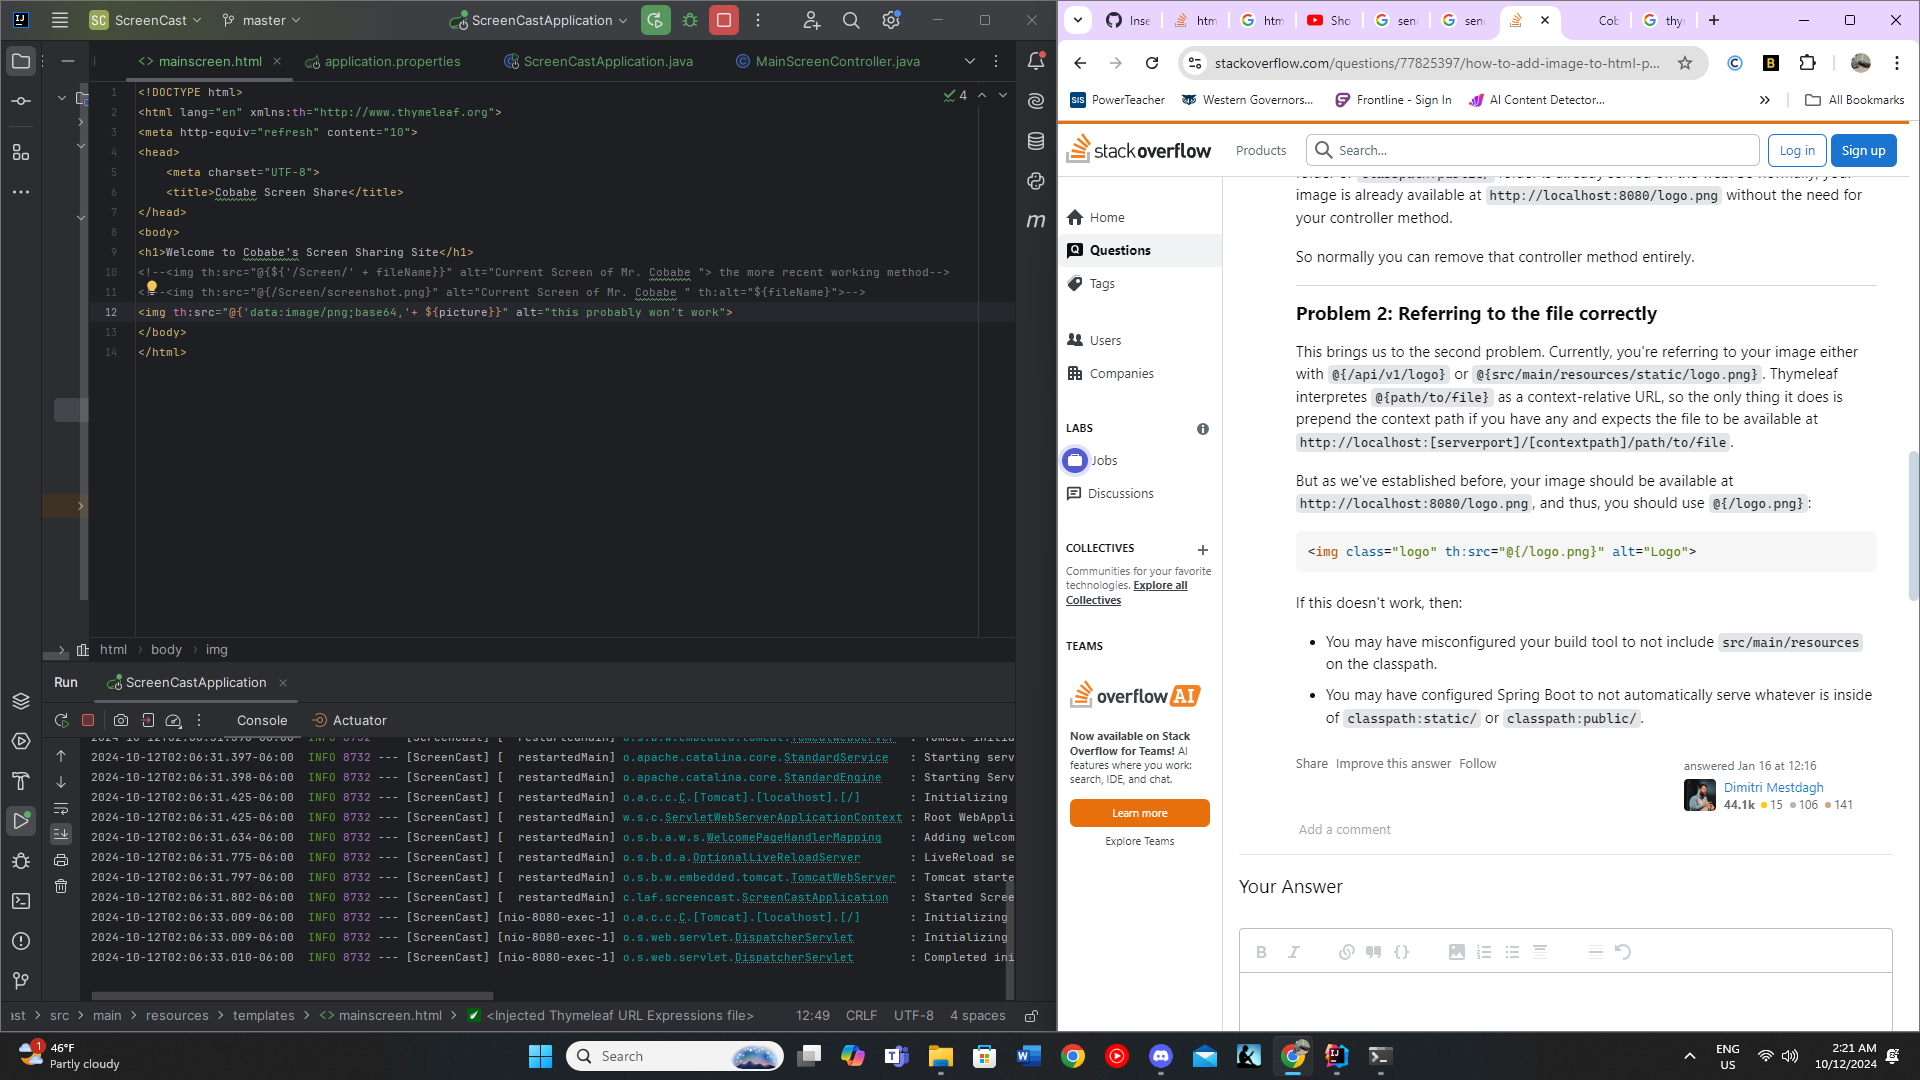 SC ScreenCast master ScreenCastApplication
mainscreen.html application.properties ScreenCastApplication.java MainScreenController.java
4
1 <!DOCTYPE html>
2 <html lang="en" xmlns:th="http://www.thymeleaf.org">
3 <meta http-equiv="refresh" content="10">
4 <head>
5 <meta charset="UTF-8">
6 <title>Cobabe Screen Share</title>
7 </head>
8 <body>
9 <h1>Welcome to Cobabe's Screen Sharing Site</h1>
10 <!--<img th:src="@{${'/Screen/' + fileName}}" alt="Current Screen of Mr. Cobabe "> the more recent working method-->
11 <!--<img th:src="@{/Screen/screenshot.png}" alt="Current Screen of Mr. Cobabe " th:alt="${fileName}">-->
12 <img th:src="@{'data:image/png;base64,'+ ${picture}}" alt="this probably won't work">
13 </body>
14 </html>
html body img
Run ScreenCastApplication
Console Actuator
2024-10-12T02:06:31.397-06:00 INFO 8732 --- [ScreenCast] [ restartedMain] o.apache.catalina.core.StandardService : Starting serv
2024-10-12T02:06:31.398-06:00 INFO 8732 --- [ScreenCast] [ restartedMain] o.apache.catalina.core.StandardEngine : Starting Serv
2024-10-12T02:06:31.425-06:00 INFO 8732 --- [ScreenCast] [ restartedMain] o.a.c.c.C.[Tomcat].[localhost].[/] : Initializing
2024-10-12T02:06:31.425-06:00 INFO 8732 --- [ScreenCast] [ restartedMain] w.s.c.ServletWebServerApplicationContext : Root WebAppli
2024-10-12T02:06:31.634-06:00 INFO 8732 --- [ScreenCast] [ restartedMain] o.s.b.a.w.s.WelcomePageHandlerMapping : Adding welcom
2024-10-12T02:06:31.775-06:00 INFO 8732 --- [ScreenCast] [ restartedMain] o.s.b.d.a.OptionalLiveReloadServer : LiveReload se
2024-10-12T02:06:31.797-06:00 INFO 8732 --- [ScreenCast] [ restartedMain] o.s.b.w.embedded.tomcat.TomcatWebServer : Tomcat starte
2024-10-12T02:06:31.802-06:00 INFO 8732 --- [ScreenCast] [ restartedMain] c.laf.screencast.ScreenCastApplication : Started Scree
2024-10-12T02:06:33.009-06:00 INFO 8732 --- [ScreenCast] [nio-8080-exec-1] o.a.c.c.C.[Tomcat].[localhost].[/] : Initializing
2024-10-12T02:06:33.009-06:00 INFO 8732 --- [ScreenCast] [nio-8080-exec-1] o.s.web.servlet.DispatcherServlet : Initializing
2024-10-12T02:06:33.010-06:00 INFO 8732 --- [ScreenCast] [nio-8080-exec-1] o.s.web.servlet.DispatcherServlet : Completed ini
ast src main resources templates mainscreen.html <Injected Thymeleaf URL Expressions file> 12:49 CRLF UTF-8 4 spaces
Inse htm htm Sho sen sen Cob thy
stackoverflow.com/questions/77825397/how-to-add-image-to-html-p...
PowerTeacher Western Governors... Frontline - Sign In AI Content Detector... All Bookmarks
stackoverflow Products Search... Log in Sign up
Home
Questions
Tags
Users
Companies
LABS
Jobs
Discussions
COLLECTIVES
Communities for your favorite
technologies. Explore all
Collectives
TEAMS
overflow AI
Now available on Stack
Overflow for Teams! AI
features where you work:
search, IDE, and chat.
Learn more
Explore Teams
image is already available at http://localhost:8080/logo.png without the need for
your controller method.
So normally you can remove that controller method entirely.
Problem 2: Referring to the file correctly
This brings us to the second problem. Currently, you're referring to your image either
with @{/api/v1/logo} or @{src/main/resources/static/logo.png}. Thymeleaf
interpretes @{path/to/file} as a context-relative URL, so the only thing it does is
prepend the context path if you have any and expects the file to be available at
http://localhost:[serverport]/[contextpath]/path/to/file.
But as we've established before, your image should be available at
http://localhost:8080/logo.png, and thus, you should use @{/logo.png}:
<img class="logo" th:src="@{/logo.png}" alt="Logo">
If this doesn't work, then:
• You may have misconfigured your build tool to not include src/main/resources
on the classpath.
• You may have configured Spring Boot to not automatically serve whatever is inside
of classpath:static/ or classpath:public/.
Share Improve this answer Follow
answered Jan 16 at 12:16
Dimitri Mestdagh
44.1k 15 106 141
Add a comment
Your Answer
46°F
Partly cloudy
Search
ENG
US
2:21 AM
10/12/2024